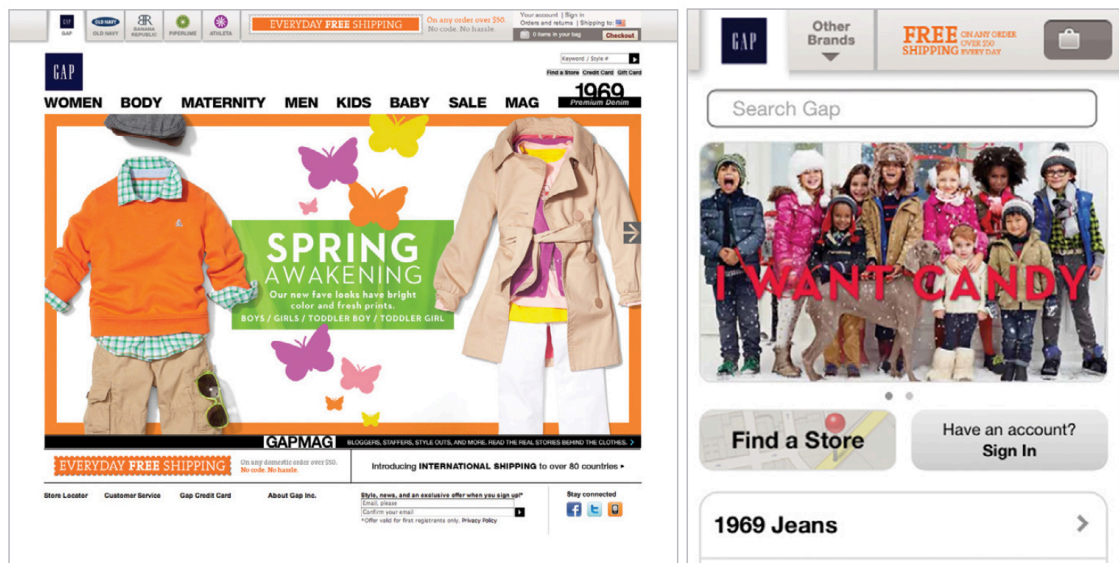 GAP
OLD NAVY
BANANA
REPUBLIC
PIPERLIME
ATHLETA
EVERYDAY FREE SHIPPING
On any order over $50.
No code. No hassle.
Your account | Sign in
Orders and returns | Shipping to:
0 items in your bag
Checkout
Keyword / Style #
Find a Store Credit Card Gift Card
GAP
1969
Premium Denim
WOMEN BODY MATERNITY MEN KIDS BABY SALE MAG
SPRING
AWAKENING
Our new fave looks have bright
color and fresh prints.
BOYS / GIRLS / TODDLER BOY / TODDLER GIRL
GAPMAG BLOGGERS, STAFFERS, STYLE OUTS, AND MORE. READ THE REAL STORIES BEHIND THE CLOTHES.
EVERYDAY FREE SHIPPING
On any domestic order over $50.
No code. No hassle.
Introducing INTERNATIONAL SHIPPING to over 80 countries
Store Locator Customer Service Gap Credit Card About Gap Inc.
Style, news, and an exclusive offer when you sign up!*
Email, please
Confirm your email
*Offer valid for first registrants only. Privacy Policy
Stay connected
GAP
Other
Brands
FREE
SHIPPING
ON ANY ORDER
OVER $50
EVERY DAY
Search Gap
I WANT CANDY
Find a Store
Have an account?
Sign In
1969 Jeans